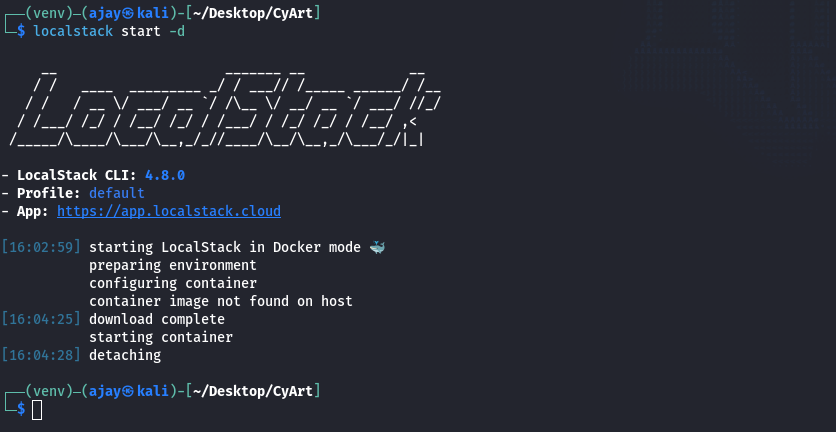 (venv)─(ajay㉿kali)-[~/Desktop/CyArt]
$ localstack start -d
LocalStack
- LocalStack CLI: 4.8.0
- Profile: default
- App: https://app.localstack.cloud
[16:02:59] starting LocalStack in Docker mode 🐳
preparing environment
configuring container
container image not found on host
[16:04:25] download complete
starting container
[16:04:28] detaching
(venv)─(ajay㉿kali)-[~/Desktop/CyArt]
$